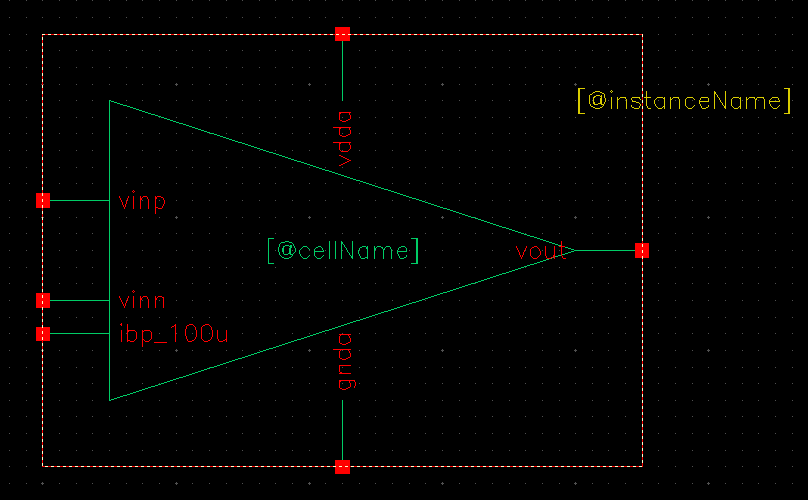 [@instanceName]
vdda
vinp
[@cellName]
vout
vinn
ibp_100u
gnda